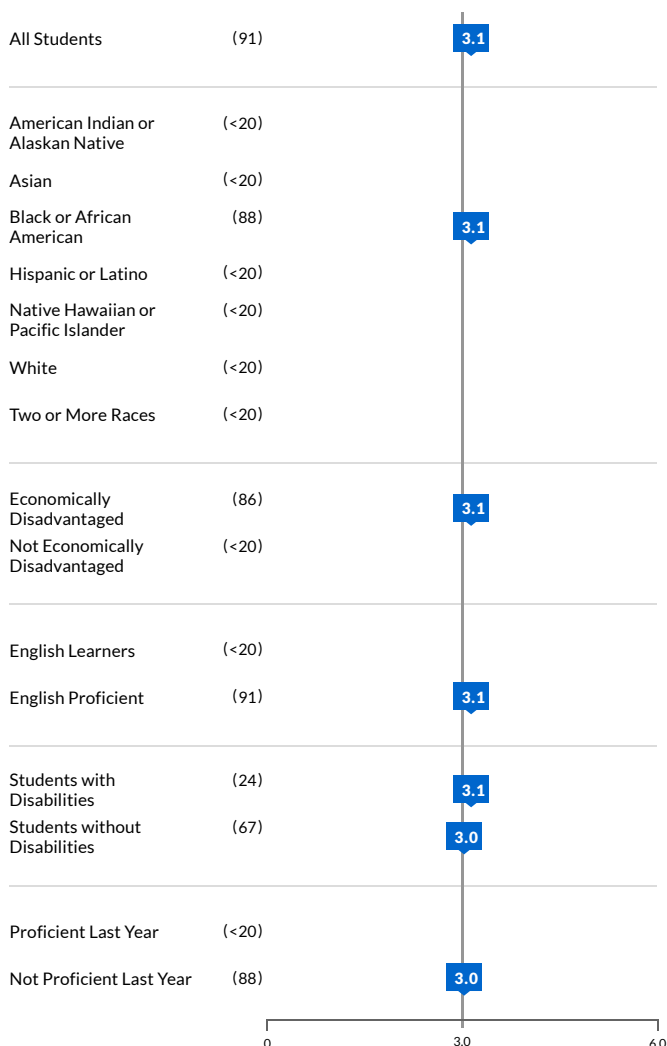 All Students (91) 3.1
American Indian or (<20)
Alaskan Native
Asian (<20)
Black or African (88) 3.1
American
Hispanic or Latino (<20)
Native Hawaiian or (<20)
Pacific Islander
White (<20)
Two or More Races (<20)
Economically (86) 3.1
Disadvantaged
Not Economically (<20)
Disadvantaged
English Learners (<20)
English Proficient (91) 3.1
Students with (24) 3.1
Disabilities
Students without (67) 3.0
Disabilities
Proficient Last Year (<20)
Not Proficient Last Year (88) 3.0
0 3.0 6.0